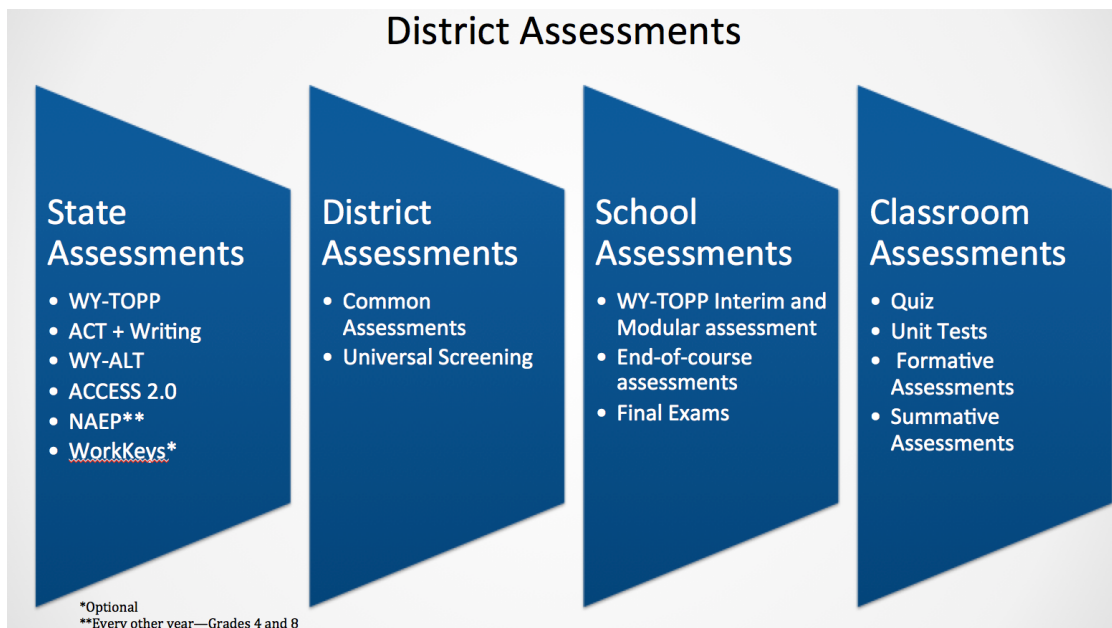 District Assessments
State
Assessments
• WY-TOPP
• ACT + Writing
• WY-ALT
• ACCESS 2.0
• NAEP**
• WorkKeys*
District
Assessments
• Common
Assessments
• Universal Screening
School
Assessments
• WY-TOPP Interim and
Modular assessment
• End-of-course
assessments
• Final Exams
Classroom
Assessments
• Quiz
• Unit Tests
• Formative
Assessments
• Summative
Assessments
*Optional
**Every other year—Grades 4 and 8